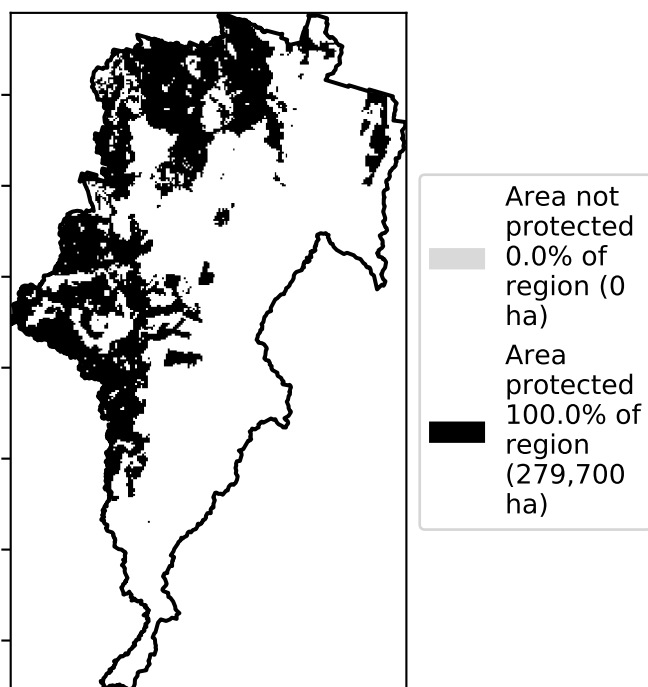 Area not
protected
0.0% of
region (0
ha)
Area
protected
100.0% of
region
(279,700
ha)